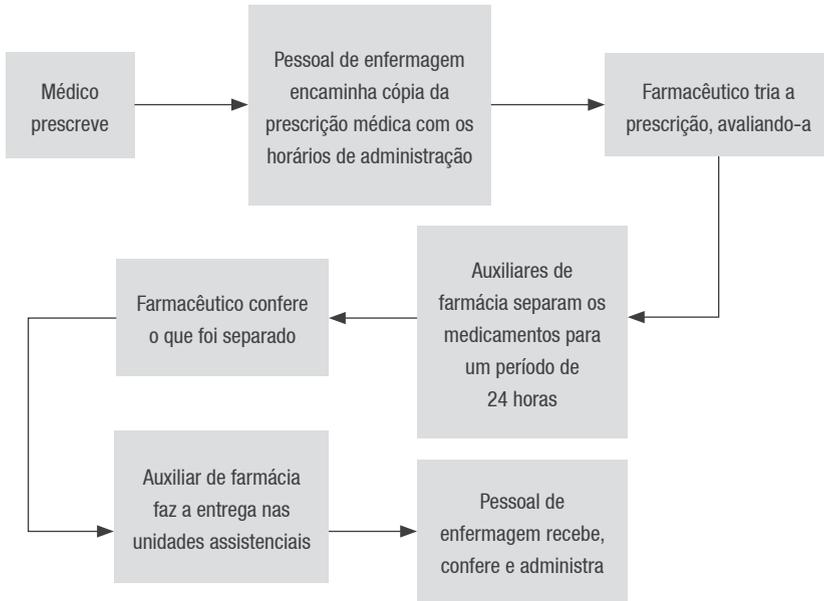 Médico
prescreve
Pessoal de enfermagem
encaminha cópia da
prescrição médica com os
horários de administração
Farmacêutico tria a
prescrição, avaliando-a
Auxiliares de
farmácia separam os
medicamentos para
um período de
24 horas
Farmacêutico confere
o que foi separado
Auxiliar de farmácia
faz a entrega nas
unidades assistenciais
Pessoal de
enfermagem recebe,
confere e administra